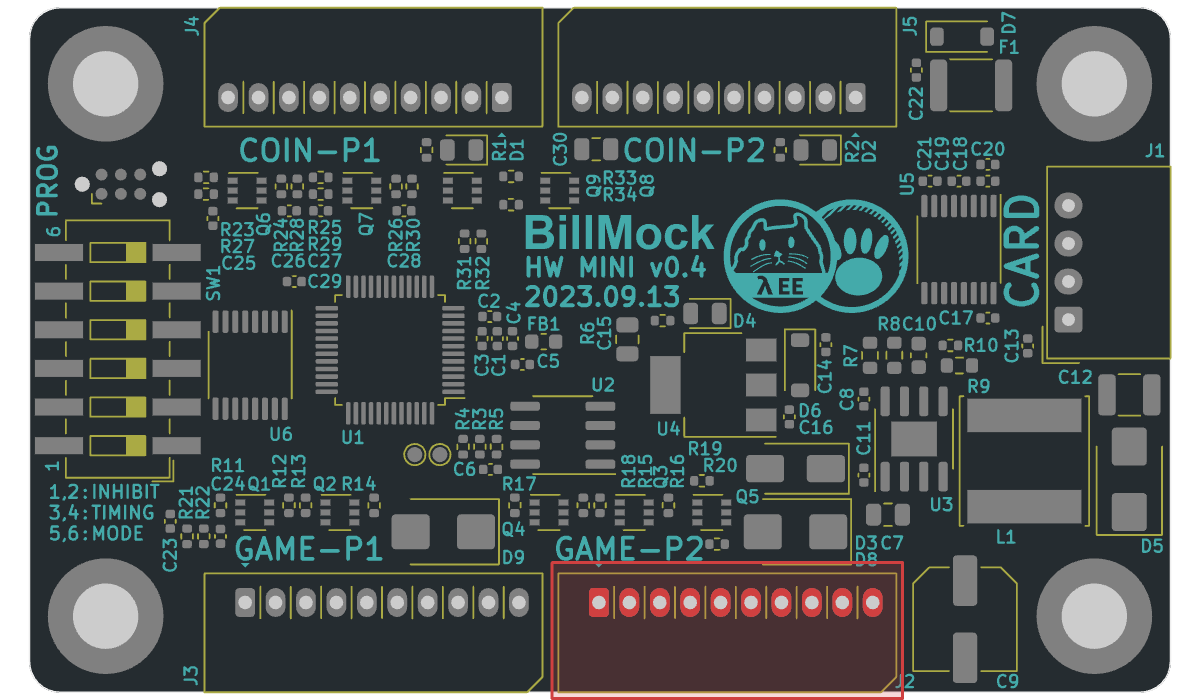 J4
J5
D7
F1
C22
COIN-P1
R1
D1
C30
COIN-P2
R2
D2
C21
C19
C18
C20
J1
PROG
U5
Q9
R33
R34
Q8
CARD
6
R23
R27
C25
Q6
R24
R28
C26
R25
R29
C27
Q7
R26
R30
C28
R31
R32
BillMock
HW MINI v0.4
2023.09.13
λ EE
SW1
C29
C2
C4
FB1
C3
C1
C5
R6
C15
D4
C17
R8
C10
R7
R10
C13
C14
C12
R9
D6
C16
C8
U6
U1
R4
R3
R5
U2
U4
C11
C6
R19
R20
1
R11
C24
Q1
R12
R13
Q2
R14
R17
R18
R15
Q3
R16
Q5
U3
L1
D5
1,2:INHIBIT
3,4:TIMING
5,6:MODE
R21
R22
C23
GAME-P1
Q4
D9
GAME-P2
D3
D8
C7
J3
J2
C9